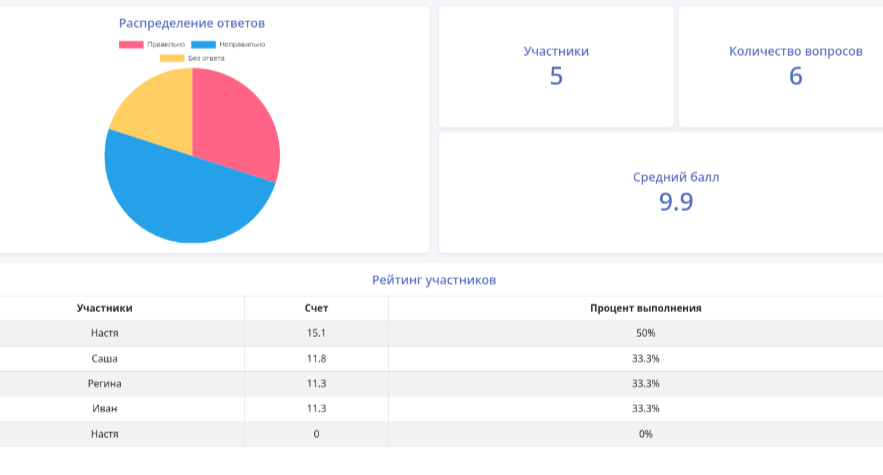 Распределение ответов
Правильно Неправильно
Без ответа
Участники
5
Количество вопросов
6
Средний балл
9.9
Рейтинг участников
Участники Счет Процент выполнения
Настя 15.1 50%
Саша 11.8 33.3%
Регина 11.3 33.3%
Иван 11.3 33.3%
Настя 0 0%